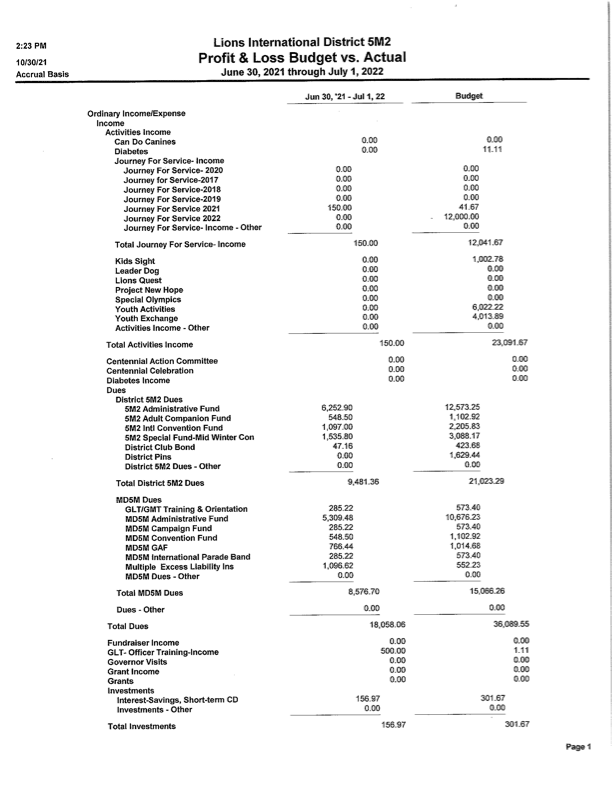 2:23 PM
10/30/21
Accrual Basis
Lions International District 5M2
Profit & Loss Budget vs. Actual
June 30, 2021 through July 1, 2022
Jun 30, '21 - Jul 1, 22 Budget
Ordinary Income/Expense
Income
Activities Income
Can Do Canines 0.00 0.00
Diabetes 0.00 11.11
Journey For Service- Income
Journey For Service- 2020 0.00 0.00
Journey for Service-2017 0.00 0.00
Journey For Service-2018 0.00 0.00
Journey For Service-2019 0.00 0.00
Journey For Service 2021 150.00 41.67
Journey For Service 2022 0.00 12,000.00
Journey For Service- Income - Other 0.00 0.00
Total Journey For Service- Income 150.00 12,041.67
Kids Sight 0.00 1,002.78
Leader Dog 0.00 0.00
Lions Quest 0.00 0.00
Project New Hope 0.00 0.00
Special Olympics 0.00 0.00
Youth Activities 0.00 6,022.22
Youth Exchange 0.00 4,013.89
Activities Income - Other 0.00 0.00
Total Activities Income 150.00 23,091.67
Centennial Action Committee 0.00 0.00
Centennial Celebration 0.00 0.00
Diabetes Income 0.00 0.00
Dues
District 5M2 Dues
5M2 Administrative Fund 6,252.90 12,573.25
5M2 Adult Companion Fund 548.50 1,102.92
5M2 Intl Convention Fund 1,097.00 2,205.83
5M2 Special Fund-Mid Winter Con 1,535.80 3,088.17
District Club Bond 47.16 423.68
District Pins 0.00 1,629.44
District 5M2 Dues - Other 0.00 0.00
Total District 5M2 Dues 9,481.36 21,023.29
MD5M Dues
GLT/GMT Training & Orientation 285.22 573.40
MD5M Administrative Fund 5,309.48 10,676.23
MD5M Campaign Fund 285.22 573.40
MD5M Convention Fund 548.50 1,102.92
MD5M GAF 766.44 1,014.68
MD5M International Parade Band 285.22 573.40
Multiple Excess Liability Ins 1,096.62 552.23
MD5M Dues - Other 0.00 0.00
Total MD5M Dues 8,576.70 15,066.26
Dues - Other 0.00 0.00
Total Dues 18,058.06 36,089.55
Fundraiser Income 0.00 0.00
GLT- Officer Training-Income 500.00 1.11
Governor Visits 0.00 0.00
Grant Income 0.00 0.00
Grants 0.00 0.00
Investments
Interest-Savings, Short-term CD 156.97 301.67
Investments - Other 0.00 0.00
Total Investments 156.97 301.67
Page 1